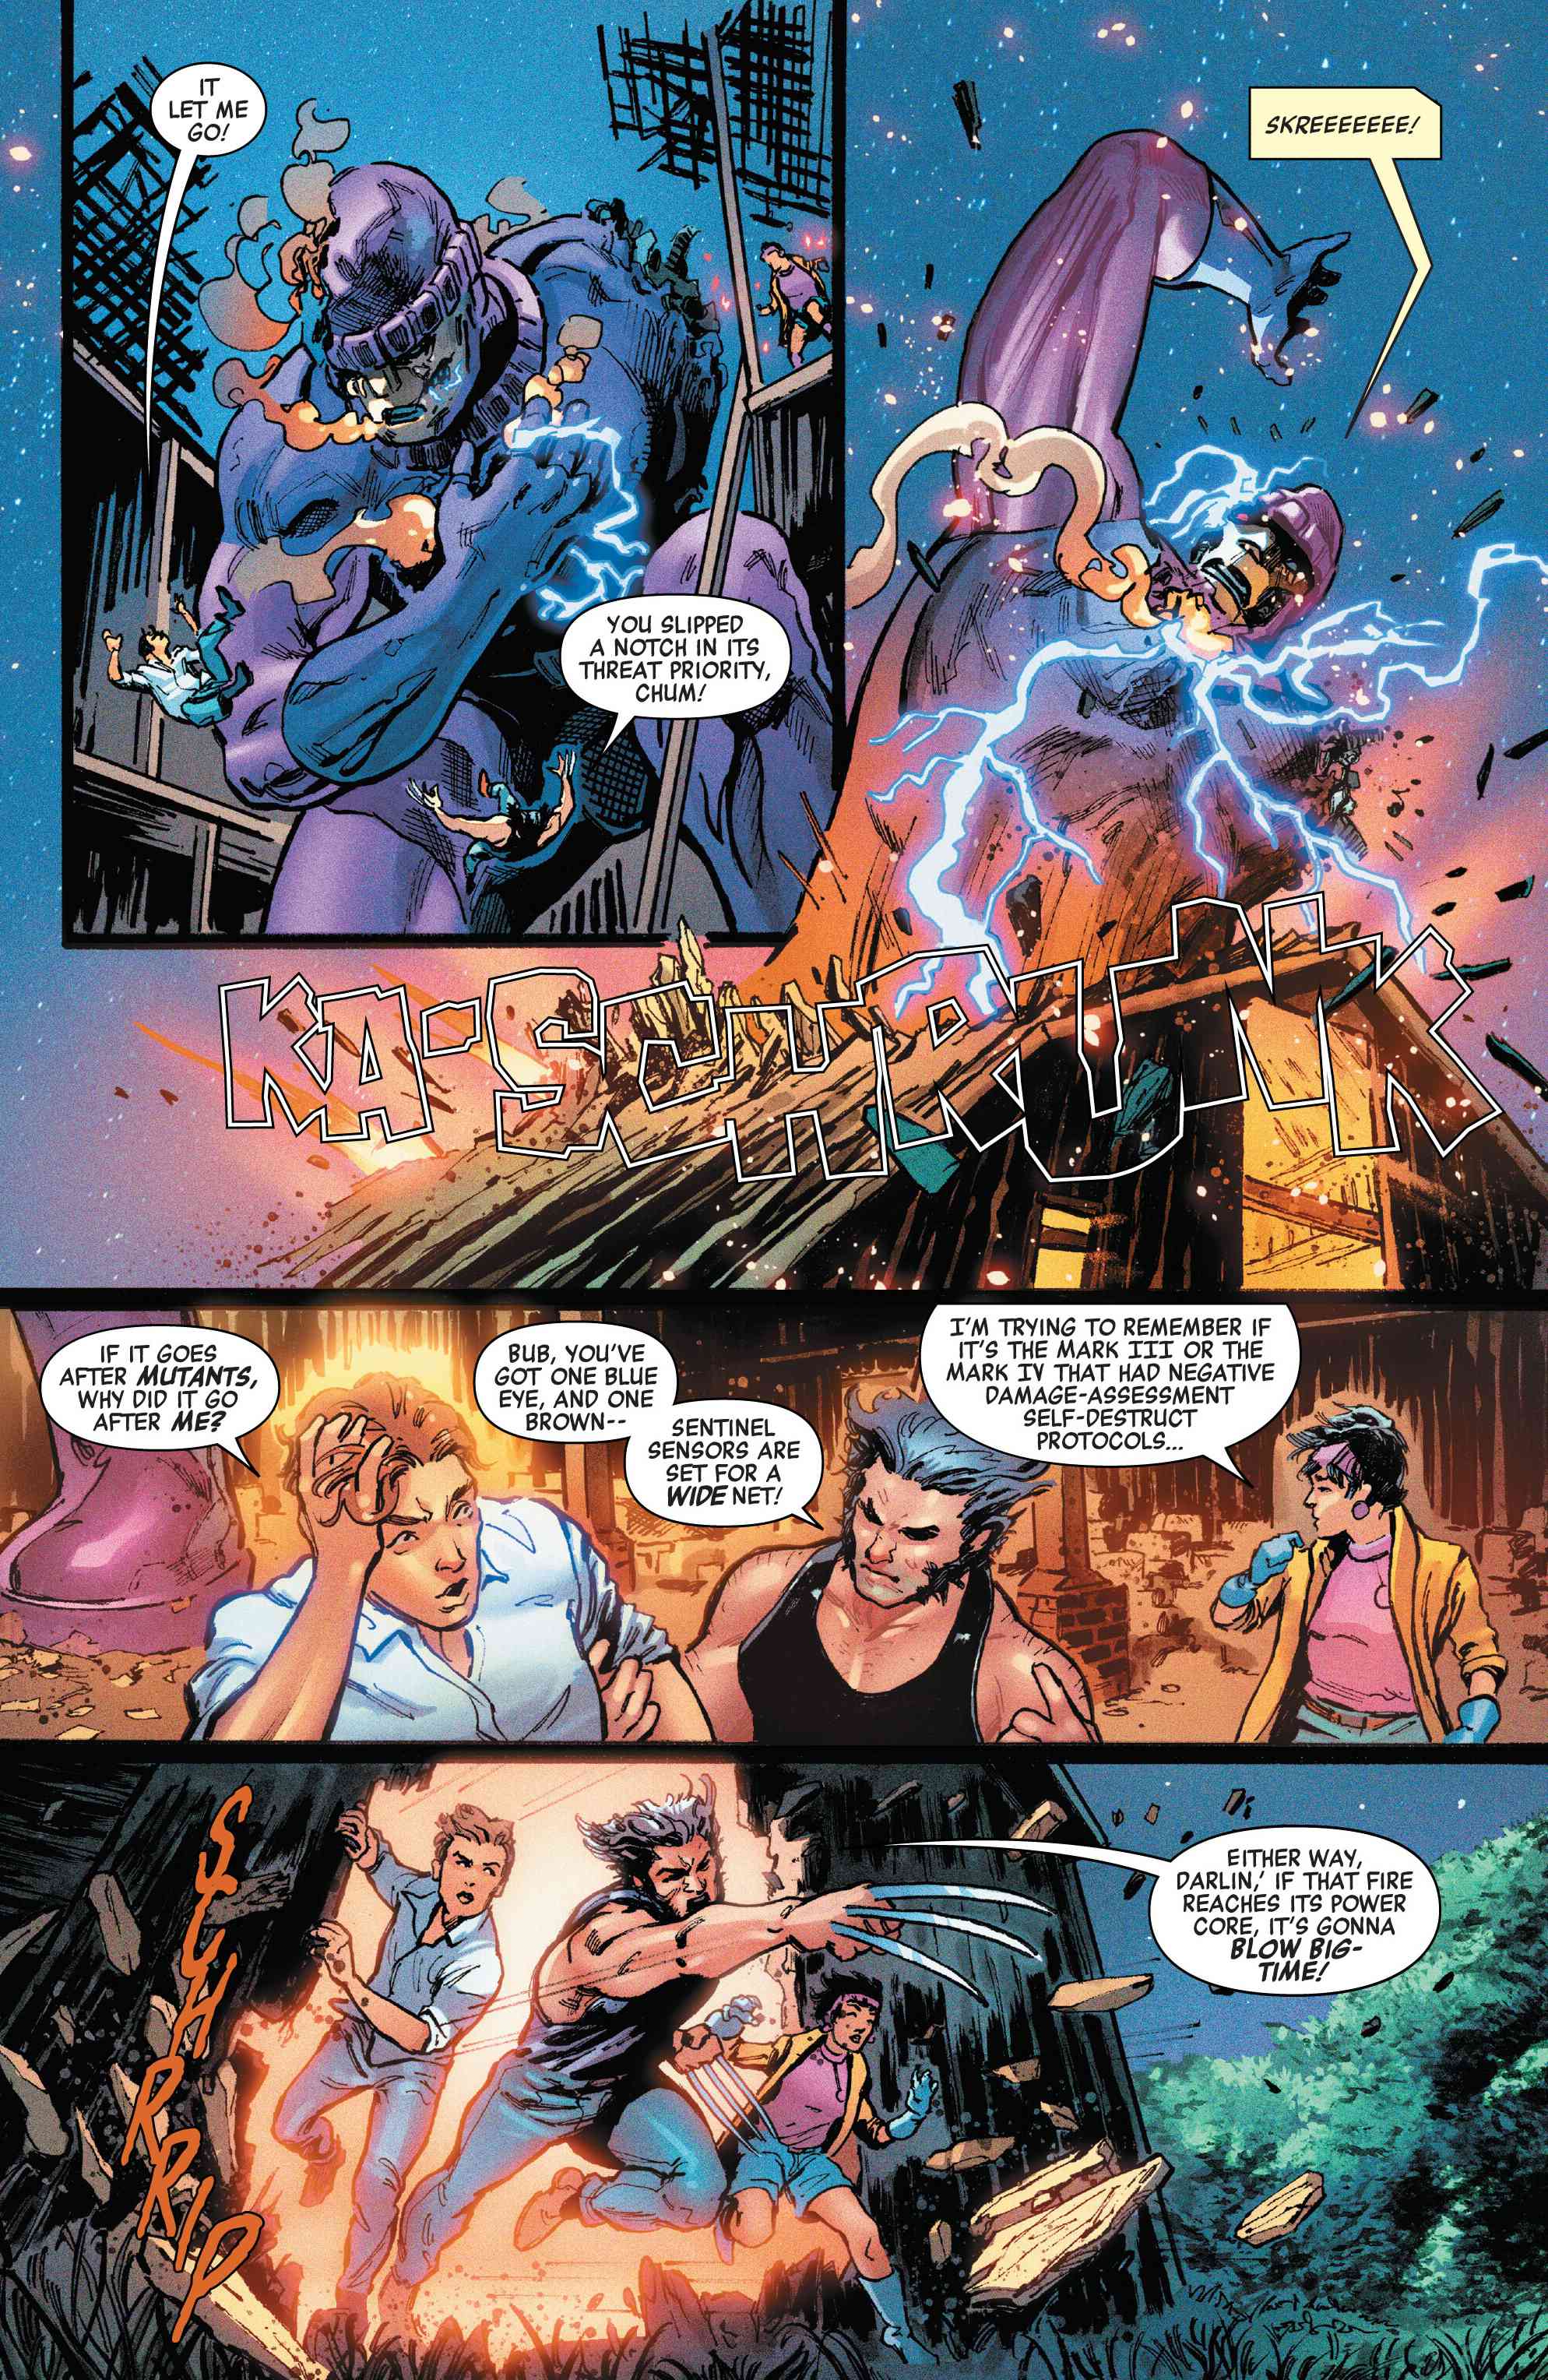 IT
LET ME
GO!
SKREEEEEEE!
YOU SLIPPED
A NOTCH IN ITS
THREAT PRIORITY,
CHUM!
KA-SCHRUNK
IF IT GOES
AFTER MUTANTS,
WHY DID IT GO
AFTER ME?
BUB, YOU'VE
GOT ONE BLUE
EYE, AND ONE
BROWN--
SENTINEL
SENSORS ARE
SET FOR A
WIDE NET!
I'M TRYING TO REMEMBER IF
IT'S THE MARK III OR THE
MARK IV THAT HAD NEGATIVE
DAMAGE-ASSESSMENT
SELF-DESTRUCT
PROTOCOLS...
SCHRRRIP
EITHER WAY,
DARLIN,' IF THAT FIRE
REACHES ITS POWER
CORE, IT'S GONNA
BLOW BIG-
TIME!